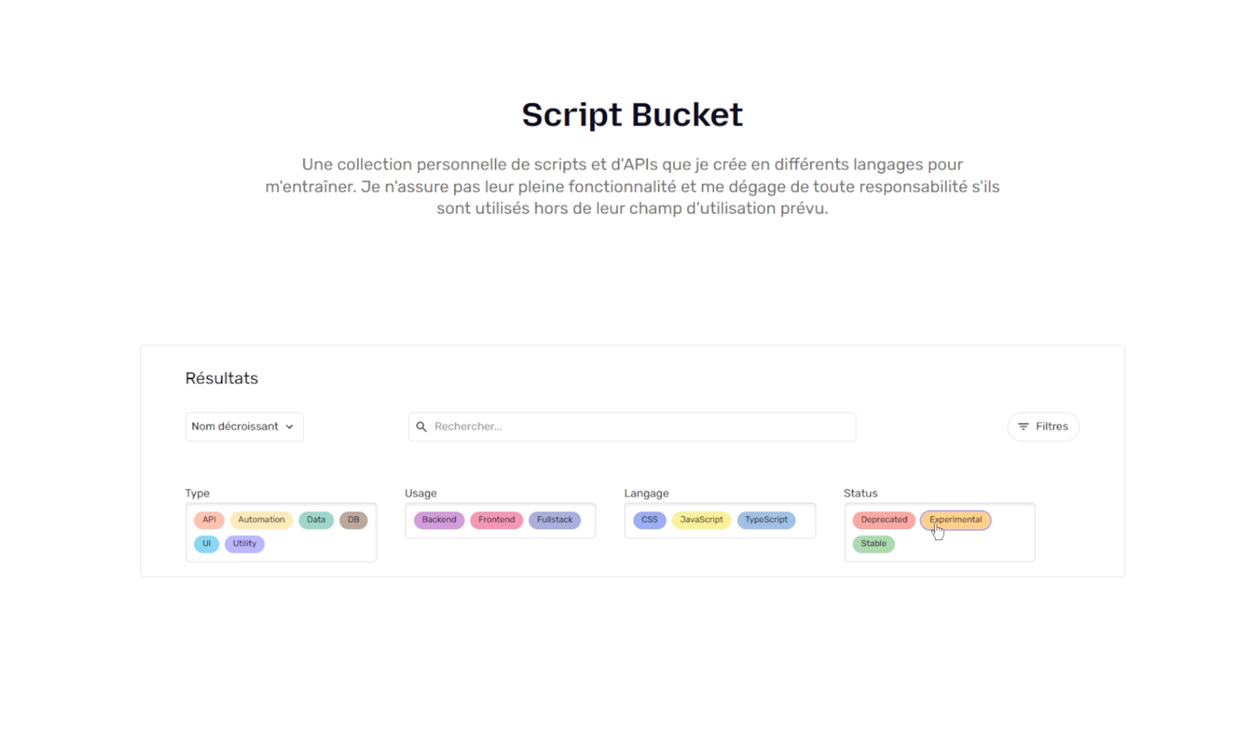 Script Bucket
Une collection personnelle de scripts et d'APIs que je crée en différents langages pour
m'entraîner. Je n'assure pas leur pleine fonctionnalité et me dégage de toute responsabilité s'ils
sont utilisés hors de leur champ d'utilisation prévu.
Résultats
Nom décroissant
Rechercher...
Filtres
Type
API
Automation
Data
DB
UI
Utility
Usage
Backend
Frontend
Fullstack
Langage
CSS
JavaScript
TypeScript
Status
Deprecated
Experimental
Stable